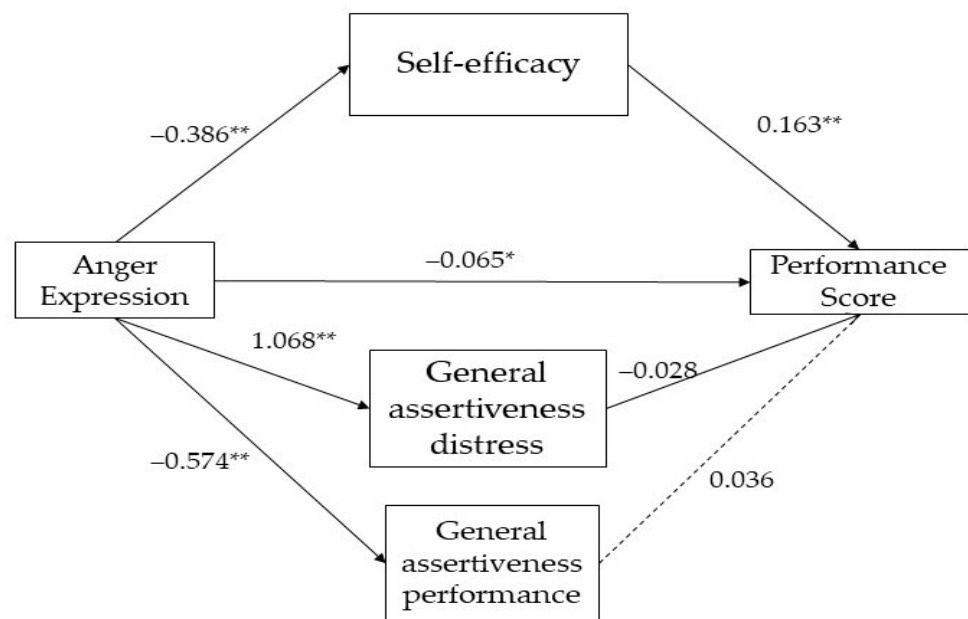 Self-efficacy
–0.386**
0.163**
Anger
Expression
–0.065*
Performance
Score
1.068**
General
assertiveness
distress
–0.028
–0.574**
General
assertiveness
performance
0.036